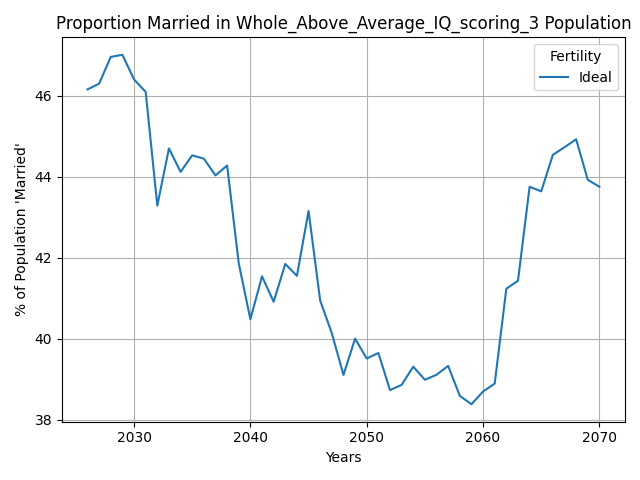 Proportion Married in Whole_Above_Average_IQ_scoring_3 Population
Fertility
Ideal
% of Population 'Married'
46
44
42
40
38
2030 2040 2050 2060 2070
Years